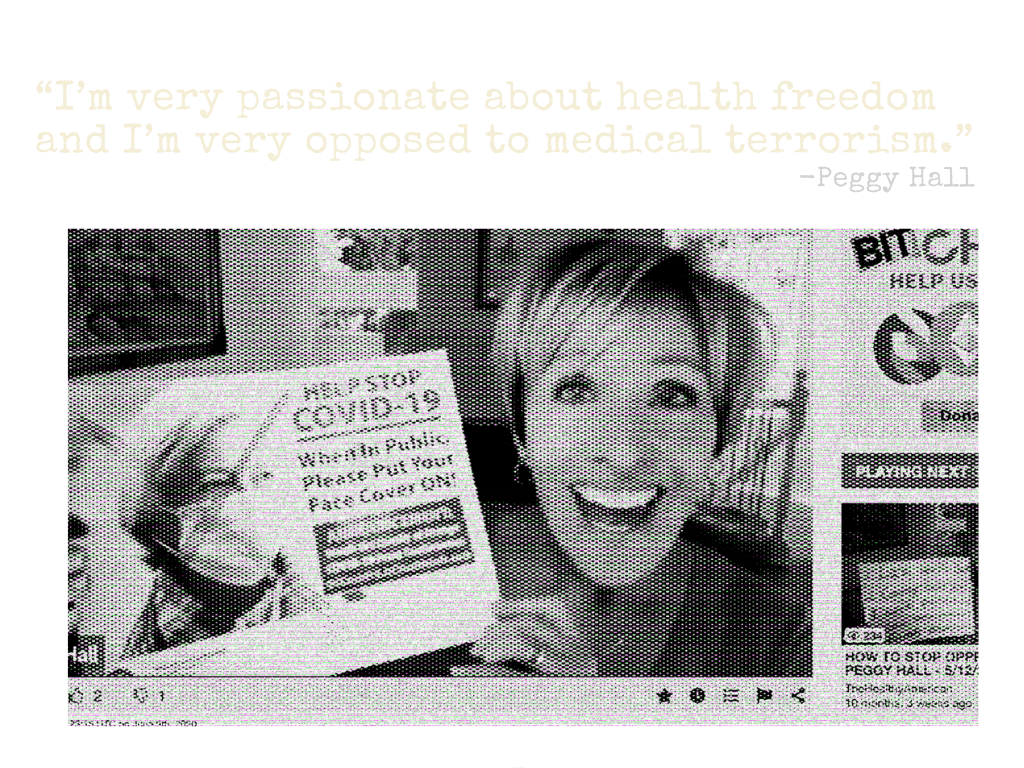 “I’m very passionate about health freedom
and I’m very opposed to medical terrorism.”
–Peggy Hall
BITCH
HELP US
HELP STOP
COVID-19
When In Public,
Please Put Your
Face Cover ON!
Dona
PLAYING NEXT
Hall
234
HOW TO STOP OPPR
PEGGY HALL - 5/12/
TheHealthyAmerican
10 months, 3 weeks ago
2
1